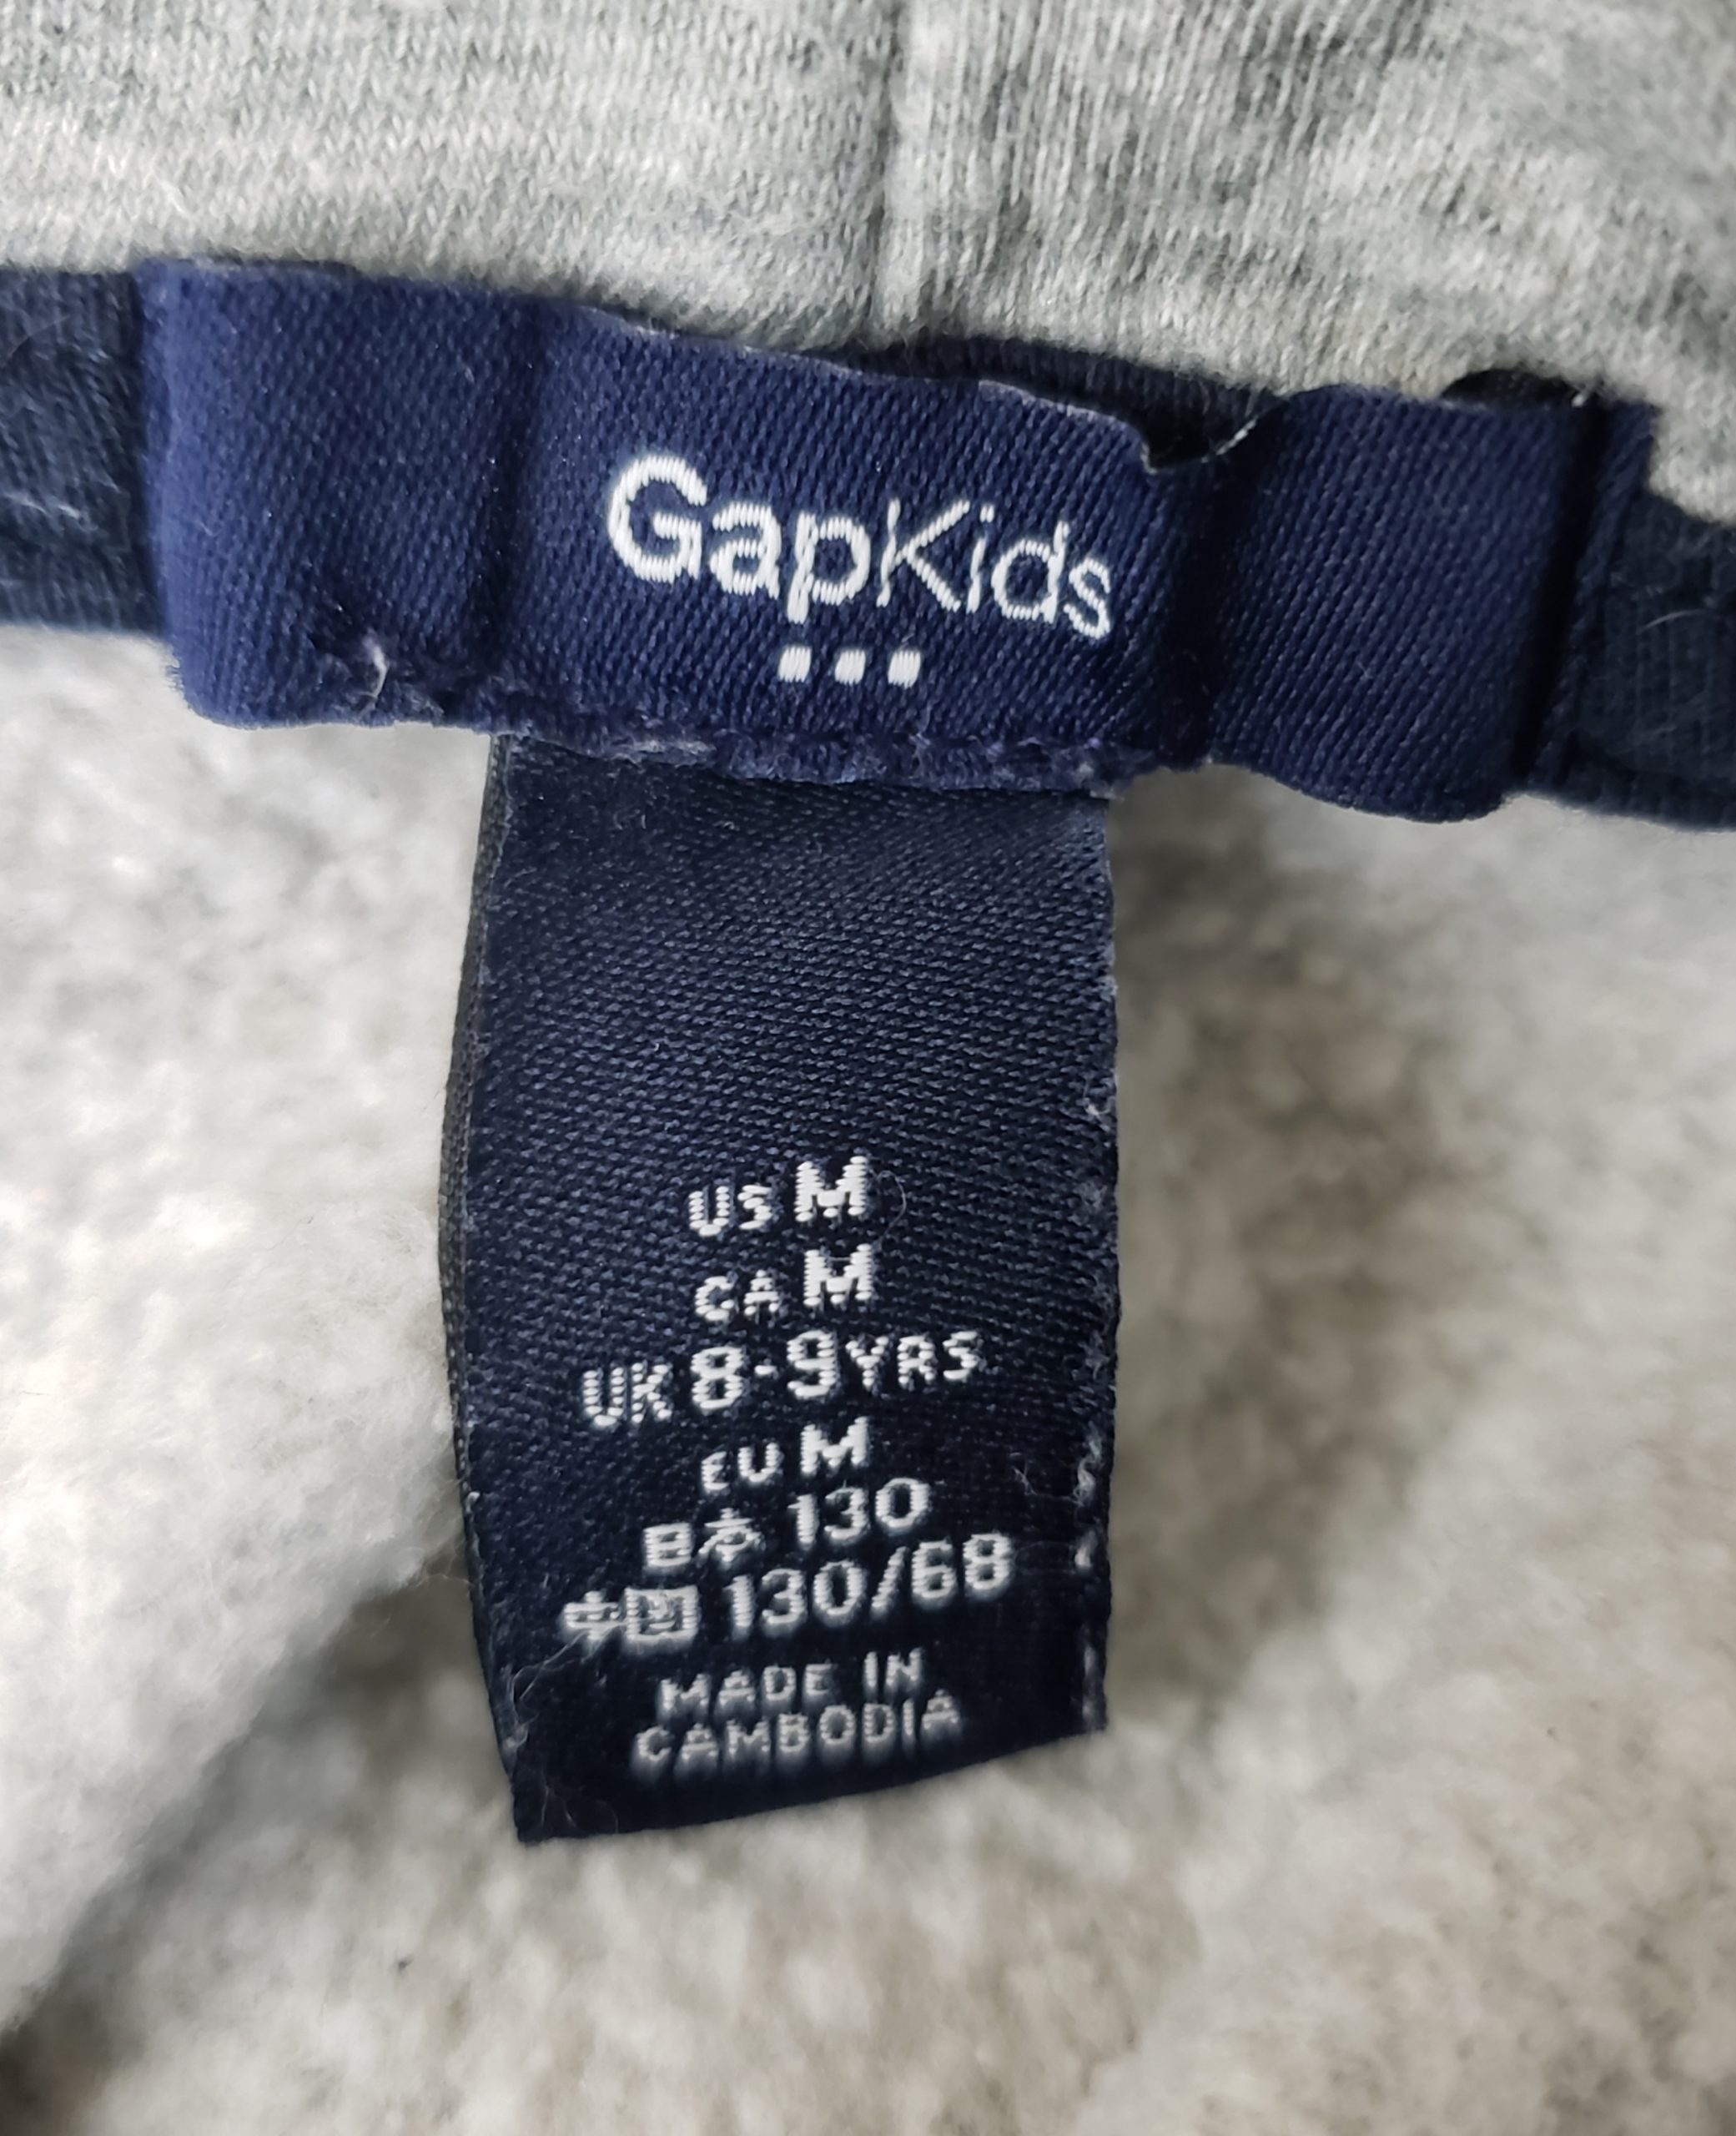 GapKids
US M
CA M
UK 8-9YRS
EU M
日本 130
中国 130/68
MADE IN
CAMBODIA